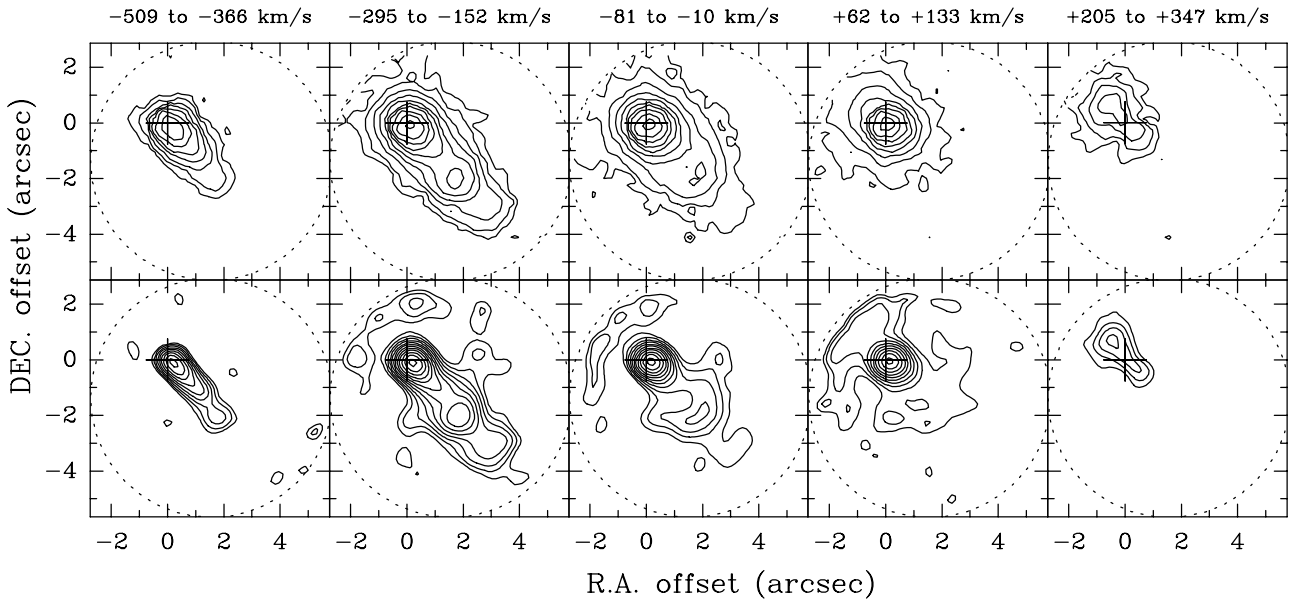 −509 to −366 km/s −295 to −152 km/s −81 to −10 km/s +62 to +133 km/s +205 to +347 km/s
2
0
−2
−4
2
0
−2
−4
DEC. offset (arcsec)
−2 0 2 4 −2 0 2 4 −2 0 2 4 −2 0 2 4 −2 0 2 4
R.A. offset (arcsec)